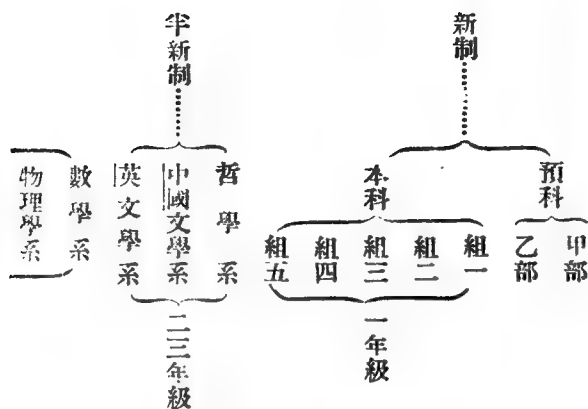 新制
預科
甲部
乙部
本科
組一
組二
組三
組四
組五
一年級
半新制
哲學系
中國文學系
英文學系
二三年級
數學系
物理學系